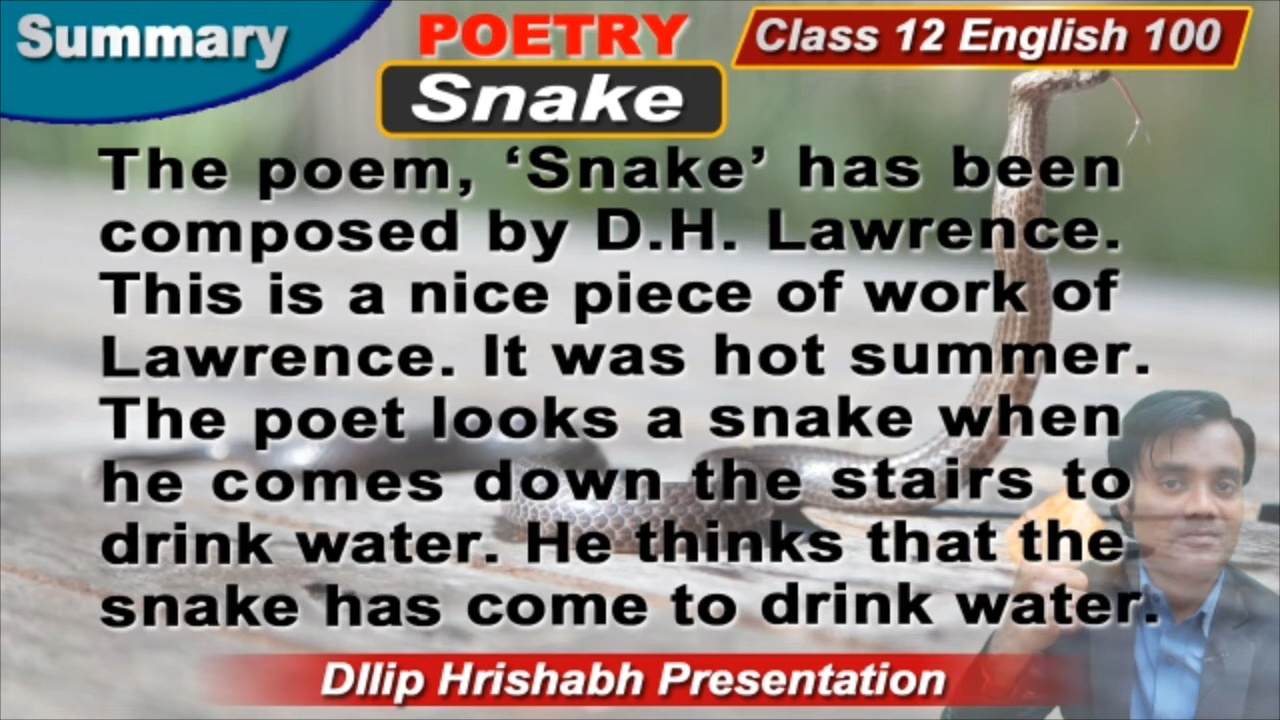 Summary
POETRY
Class 12 English 100
Snake
The poem, ‘Snake’ has been
composed by D.H. Lawrence.
This is a nice piece of work of
Lawrence. It was hot summer.
The poet looks a snake when
he comes down the stairs to
drink water. He thinks that the
snake has come to drink water.
DIlip Hrishabh Presentation